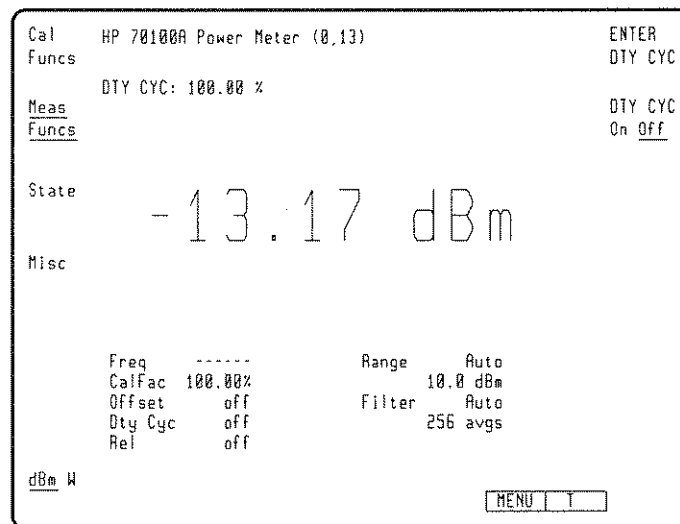 Cal HP 70100A Power Meter (0,13) ENTER
Funcs DTY CYC
DTY CYC: 100.00 %
Meas DTY CYC
Funcs On Off
State
-13.17 dBm
Misc
Freq ------ Range Auto
CalFac 100.00% 10.0 dBm
Offset off Filter Auto
Dty Cyc off 256 avgs
Rel off
dBm W
MENU T